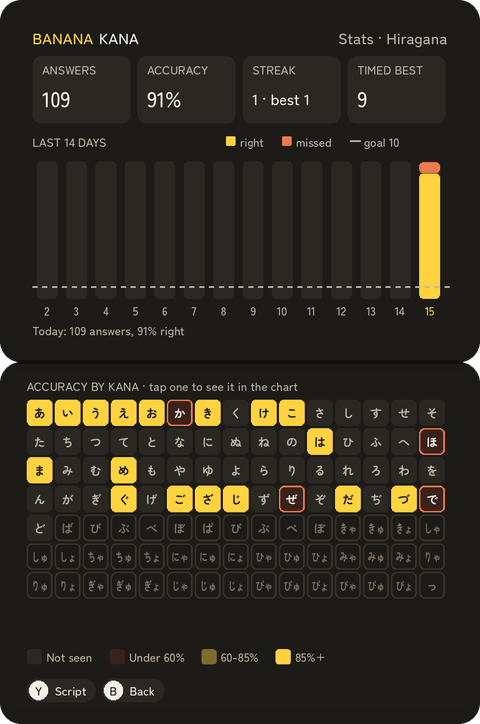 BANANA KANA
Stats · Hiragana
ANSWERS ACCURACY STREAK TIMED BEST
109 91% 1 · best 1 9
LAST 14 DAYS right missed goal 10
2 3 4 5 6 7 8 9 10 11 12 13 14 15
Today: 109 answers, 91% right
ACCURACY BY KANA · tap one to see it in the chart
あ い う え お か き く け こ さ し す せ そ
た ち つ て と な に ぬ ね の は ひ ふ へ ほ
ま み む め も や ゆ よ ら り る れ ろ わ を
ん が ぎ ぐ げ ご ざ じ ず ぜ ぞ だ ぢ づ で
ど ば び ぶ べ ぼ ぱ ぴ ぷ ぺ ぽ きゃ きゅ きょ しゃ
しゅ しょ ちゃ ちゅ ちょ にゃ にゅ にょ ひゃ ひゅ ひょ みゃ みゅ みょ りゃ
りゅ りょ ぎゃ ぎゅ ぎょ じゃ じゅ じょ びゃ びゅ びょ ぴゃ ぴゅ ぴょ っ
Not seen Under 60% 60-85% 85%+
Y Script B Back